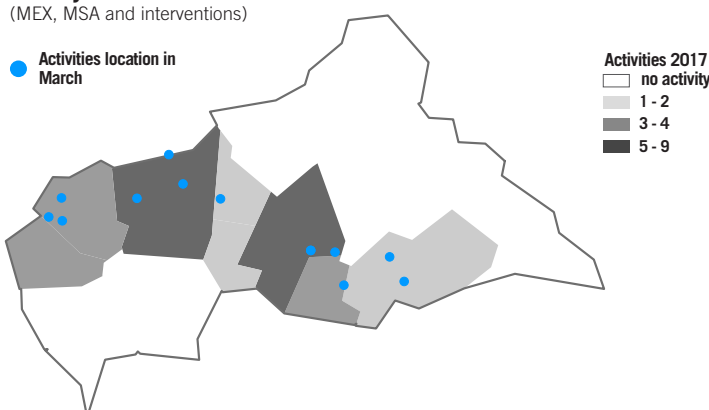 (MEX, MSA and interventions)
Activities location in
March
Activities 2017
no activity
1 - 2
3 - 4
5 - 9